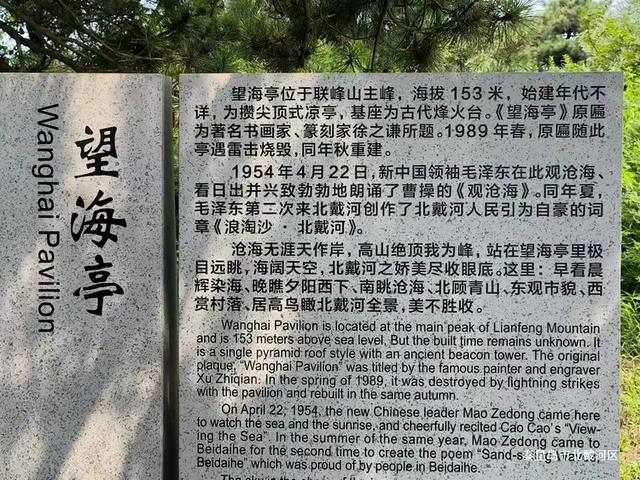 望海亭
Wanghai Pavilion
望海亭位于联峰山主峰，海拔153米，始建年代不
详，为攒尖顶式凉亭，基座为古代烽火台。《望海亭》原匾
为著名书画家、篆刻家徐之谦所题。1989年春，原匾随此
亭遇雷击烧毁，同年秋重建。
1954年4月22日，新中国领袖毛泽东在此观沧海、
看日出并兴致勃勃地朗诵了曹操的《观沧海》。同年夏，
毛泽东第二次来北戴河创作了北戴河人民引为自豪的词
章《浪淘沙·北戴河》。
沧海无涯天作岸，高山绝顶我为峰，站在望海亭里极
目远眺，海阔天空，北戴河之娇美尽收眼底。这里：早看晨
辉染海、晚瞧夕阳西下、南眺沧海、北顾青山、东观市貌、西
赏村落、居高鸟瞰北戴河全景，美不胜收。
Wanghai Pavilion is located at the main peak of Lianfeng Mountain
and is 153 meters above sea level. But the built time remains unknown. It
is a single pyramid roof style with an ancient beacon tower. The original
plaque, "Wanghai Pavilion" was titled by the famous painter and engraver
Xu Zhiqian. In the spring of 1989, it was destroyed by lightning strikes
with the pavilion and rebuilt in the same autumn.
On April 22, 1954, the new Chinese leader Mao Zedong came here
to watch the sea and the sunrise, and cheerfully recited Cao Cao's "View-
ing the Sea". In the summer of the same year, Mao Zedong came to
Beidaihe for the second time to create the poem "Sand-sifting Waves,
Beidaihe" which was proud of by people in Beidaihe.